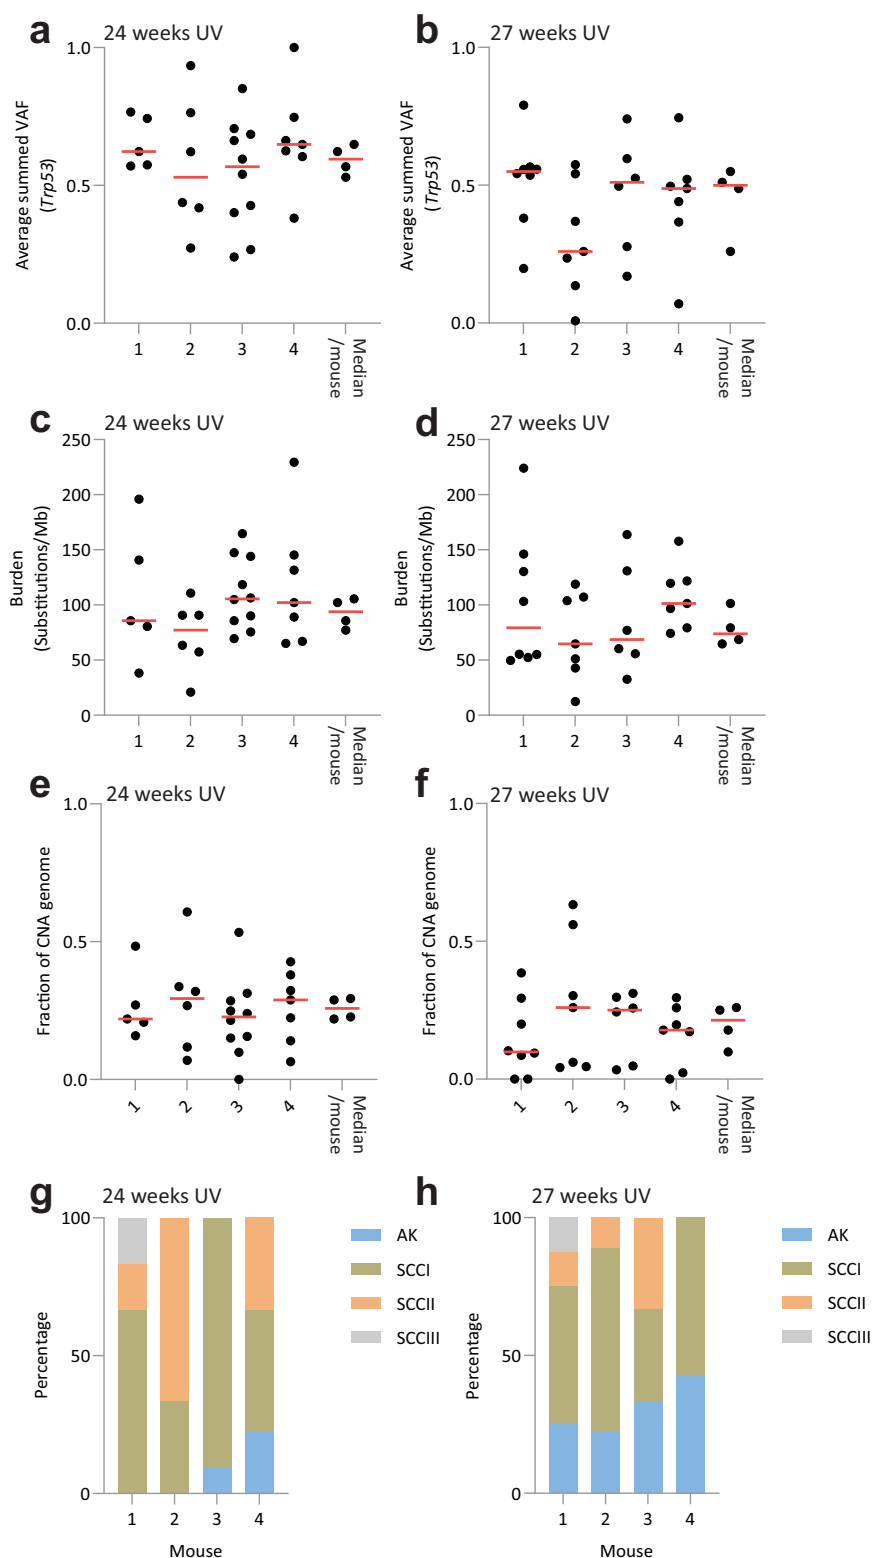 a
24 weeks UV
Average summed VAF
(Trp53)
1.0
0.5
0.0
1
2
3
4
Median
/mouse
b
27 weeks UV
Average summed VAF
(Trp53)
1.0
0.5
0.0
1
2
3
4
Median
/mouse
c
24 weeks UV
Burden
(Substitutions/Mb)
250
200
150
100
50
0
1
2
3
4
Median
/mouse
d
27 weeks UV
Burden
(Substitutions/Mb)
250
200
150
100
50
0
1
2
3
4
Median
/mouse
e
24 weeks UV
Fraction of CNA genome
1.0
0.5
0.0
1
2
3
4
Median
/mouse
f
27 weeks UV
Fraction of CNA genome
1.0
0.5
0.0
1
2
3
4
Median
/mouse
g
24 weeks UV
Percentage
100
50
0
1
2
3
4
Mouse
AK
SCCI
SCCII
SCCIII
h
27 weeks UV
Percentage
100
50
0
1
2
3
4
Mouse
AK
SCCI
SCCII
SCCIII